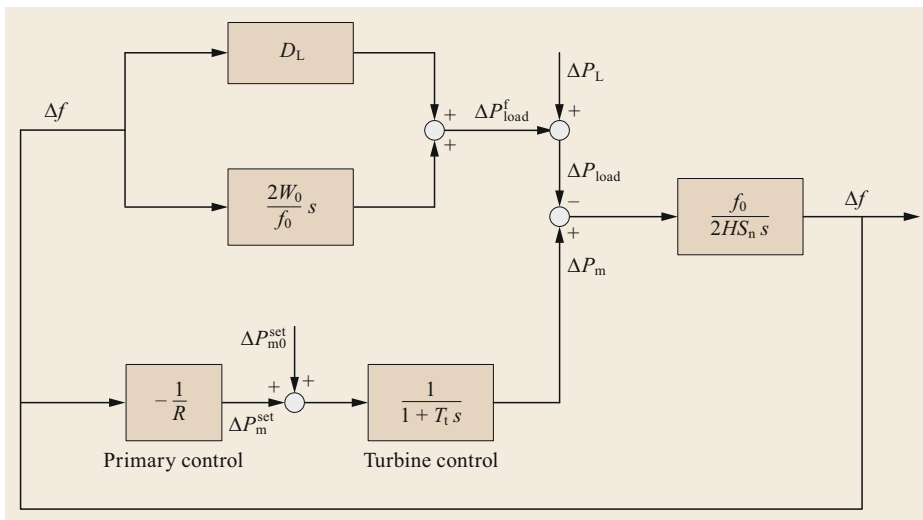 D_L
ΔP_L
Δf
+
+
+
ΔP^f_load
ΔP_load
2W_0 / f_0 s
−
+
f_0 / 2HS_n s
Δf
ΔP_m
ΔP^set_m0
− 1 / R
+
+
ΔP^set_m
1 / 1 + T_t s
Primary control
Turbine control